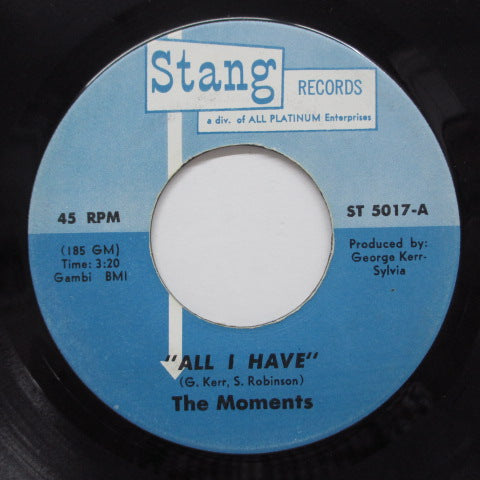 Stang
RECORDS
a div. of ALL PLATINUM Enterprises
45 RPM
ST 5017-A
(185 GM)
Time: 3:20
Gambi BMI
Produced by:
George Kerr-
Sylvia
"ALL I HAVE"
(G. Kerr, S. Robinson)
The Moments